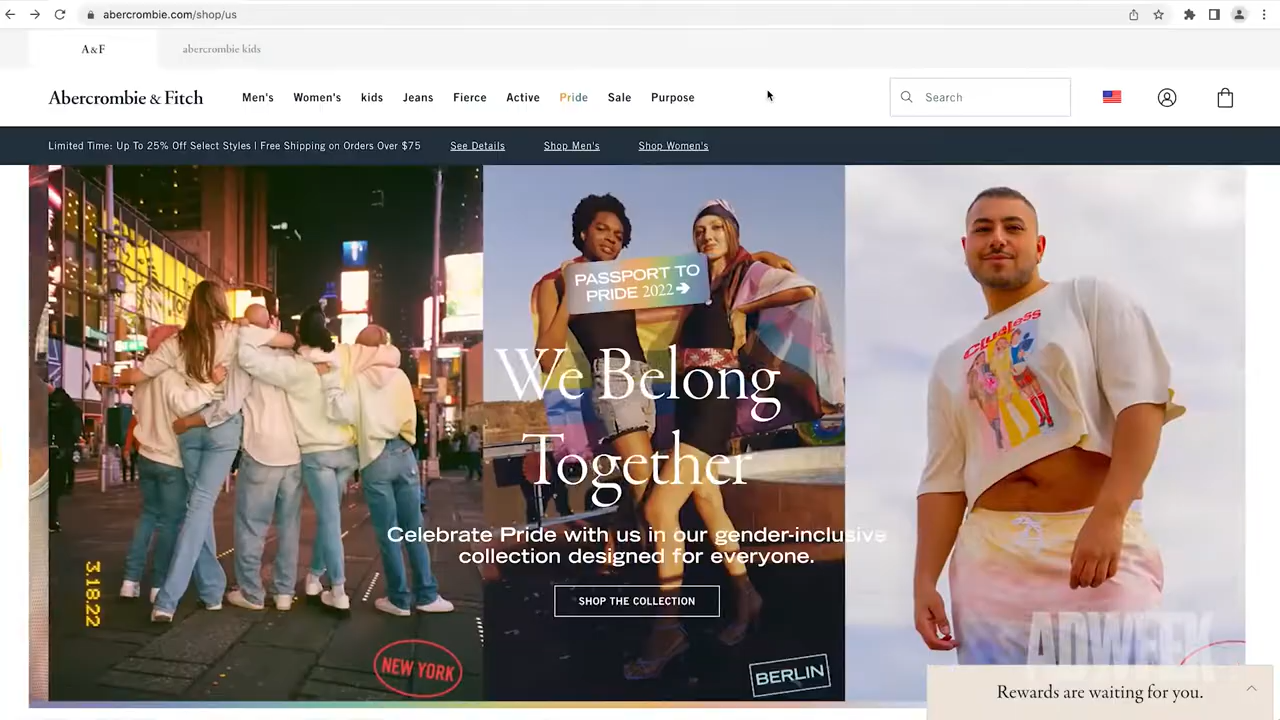 abercrombie.com/shop/us
A&F
abercrombie kids
Abercrombie & Fitch
Men's
Women's
kids
Jeans
Fierce
Active
Pride
Sale
Purpose
Search
Limited Time: Up To 25% Off Select Styles | Free Shipping on Orders Over $75
See Details
Shop Men's
Shop Women's
PASSPORT TO
PRIDE 2022
CLUELESS
We Belong
Together
Celebrate Pride with us in our gender-inclusive
collection designed for everyone.
SHOP THE COLLECTION
3.18.22
NEW YORK
BERLIN
ADWEEK
Rewards are waiting for you.